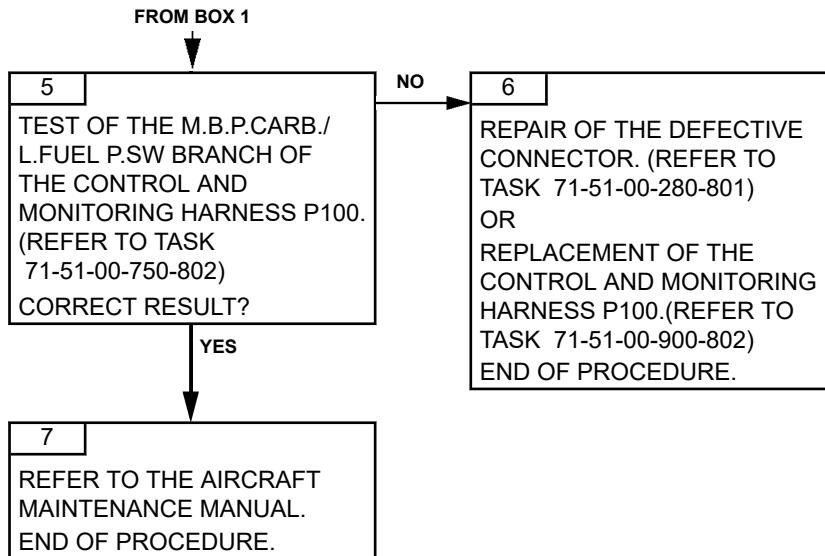 FROM BOX 1
5
TEST OF THE M.B.P.CARB./
L.FUEL P.SW BRANCH OF
THE CONTROL AND
MONITORING HARNESS P100.
(REFER TO TASK
71-51-00-750-802)
CORRECT RESULT?
NO
6
REPAIR OF THE DEFECTIVE
CONNECTOR. (REFER TO
TASK 71-51-00-280-801)
OR
REPLACEMENT OF THE
CONTROL AND MONITORING
HARNESS P100.(REFER TO
TASK 71-51-00-900-802)
END OF PROCEDURE.
YES
7
REFER TO THE AIRCRAFT
MAINTENANCE MANUAL.
END OF PROCEDURE.